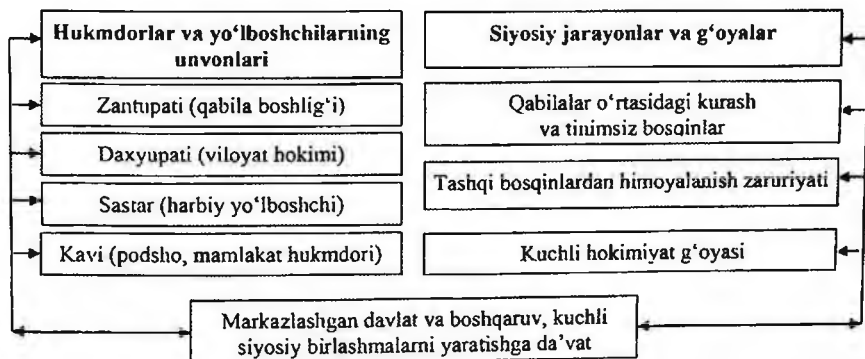 Hukmdorlar va yo‘lboshchilarning
unvonlari
Zantupati (qabila boshlig‘i)
Daxyupati (viloyat hokimi)
Sastar (harbiy yo‘lboshchi)
Kavi (podsho, mamlakat hukmdori)
Siyosiy jarayonlar va g‘oyalar
Qabilalar o‘rtasidagi kurash
va tinimsiz bosqinlar
Tashqi bosqinlardan himoyalanish zaruriyati
Kuchli hokimiyat g‘oyasi
Markazlashgan davlat va boshqaruv, kuchli
siyosiy birlashmalarni yaratishga da’vat